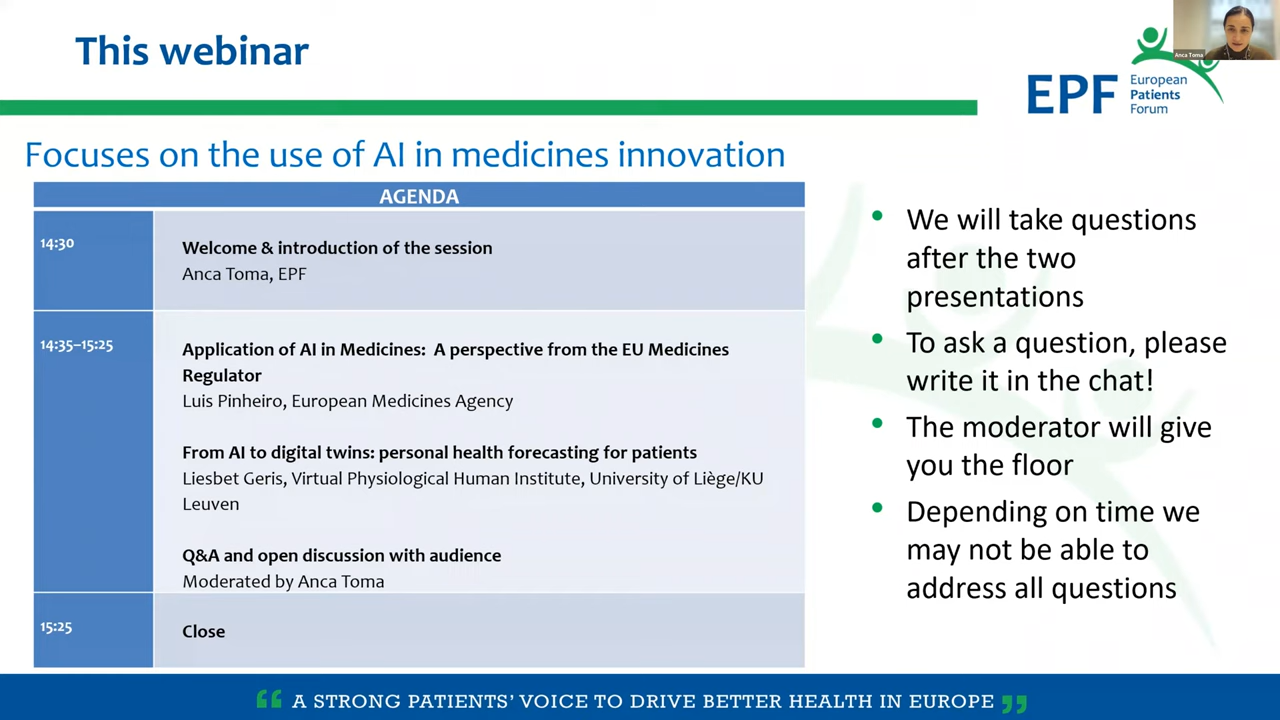 This webinar
Anca Toma
EPF
European
Patients
Forum
Focuses on the use of AI in medicines innovation
AGENDA
14:30
Welcome & introduction of the session
Anca Toma, EPF
14:35–15:25
Application of AI in Medicines: A perspective from the EU Medicines
Regulator
Luis Pinheiro, European Medicines Agency
From AI to digital twins: personal health forecasting for patients
Liesbet Geris, Virtual Physiological Human Institute, University of Liège/KU
Leuven
Q&A and open discussion with audience
Moderated by Anca Toma
15:25
Close
• We will take questions
after the two
presentations
• To ask a question, please
write it in the chat!
• The moderator will give
you the floor
• Depending on time we
may not be able to
address all questions
“ A STRONG PATIENTS’ VOICE TO DRIVE BETTER HEALTH IN EUROPE ”